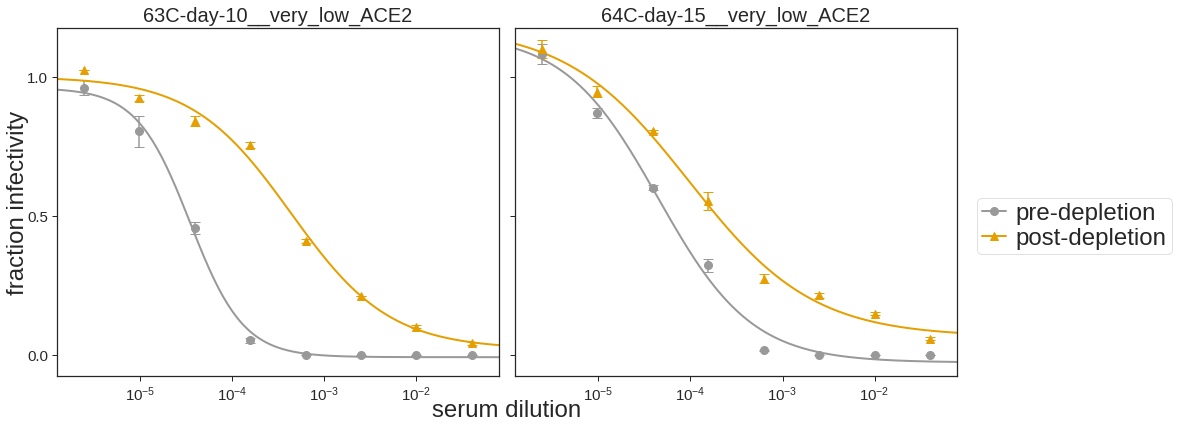 63C-day-10__very_low_ACE2
64C-day-15__very_low_ACE2
fraction infectivity
1.0
0.5
0.0
10⁻⁵
10⁻⁴
10⁻³
10⁻²
10⁻⁵
10⁻⁴
10⁻³
10⁻²
serum dilution
pre-depletion
post-depletion